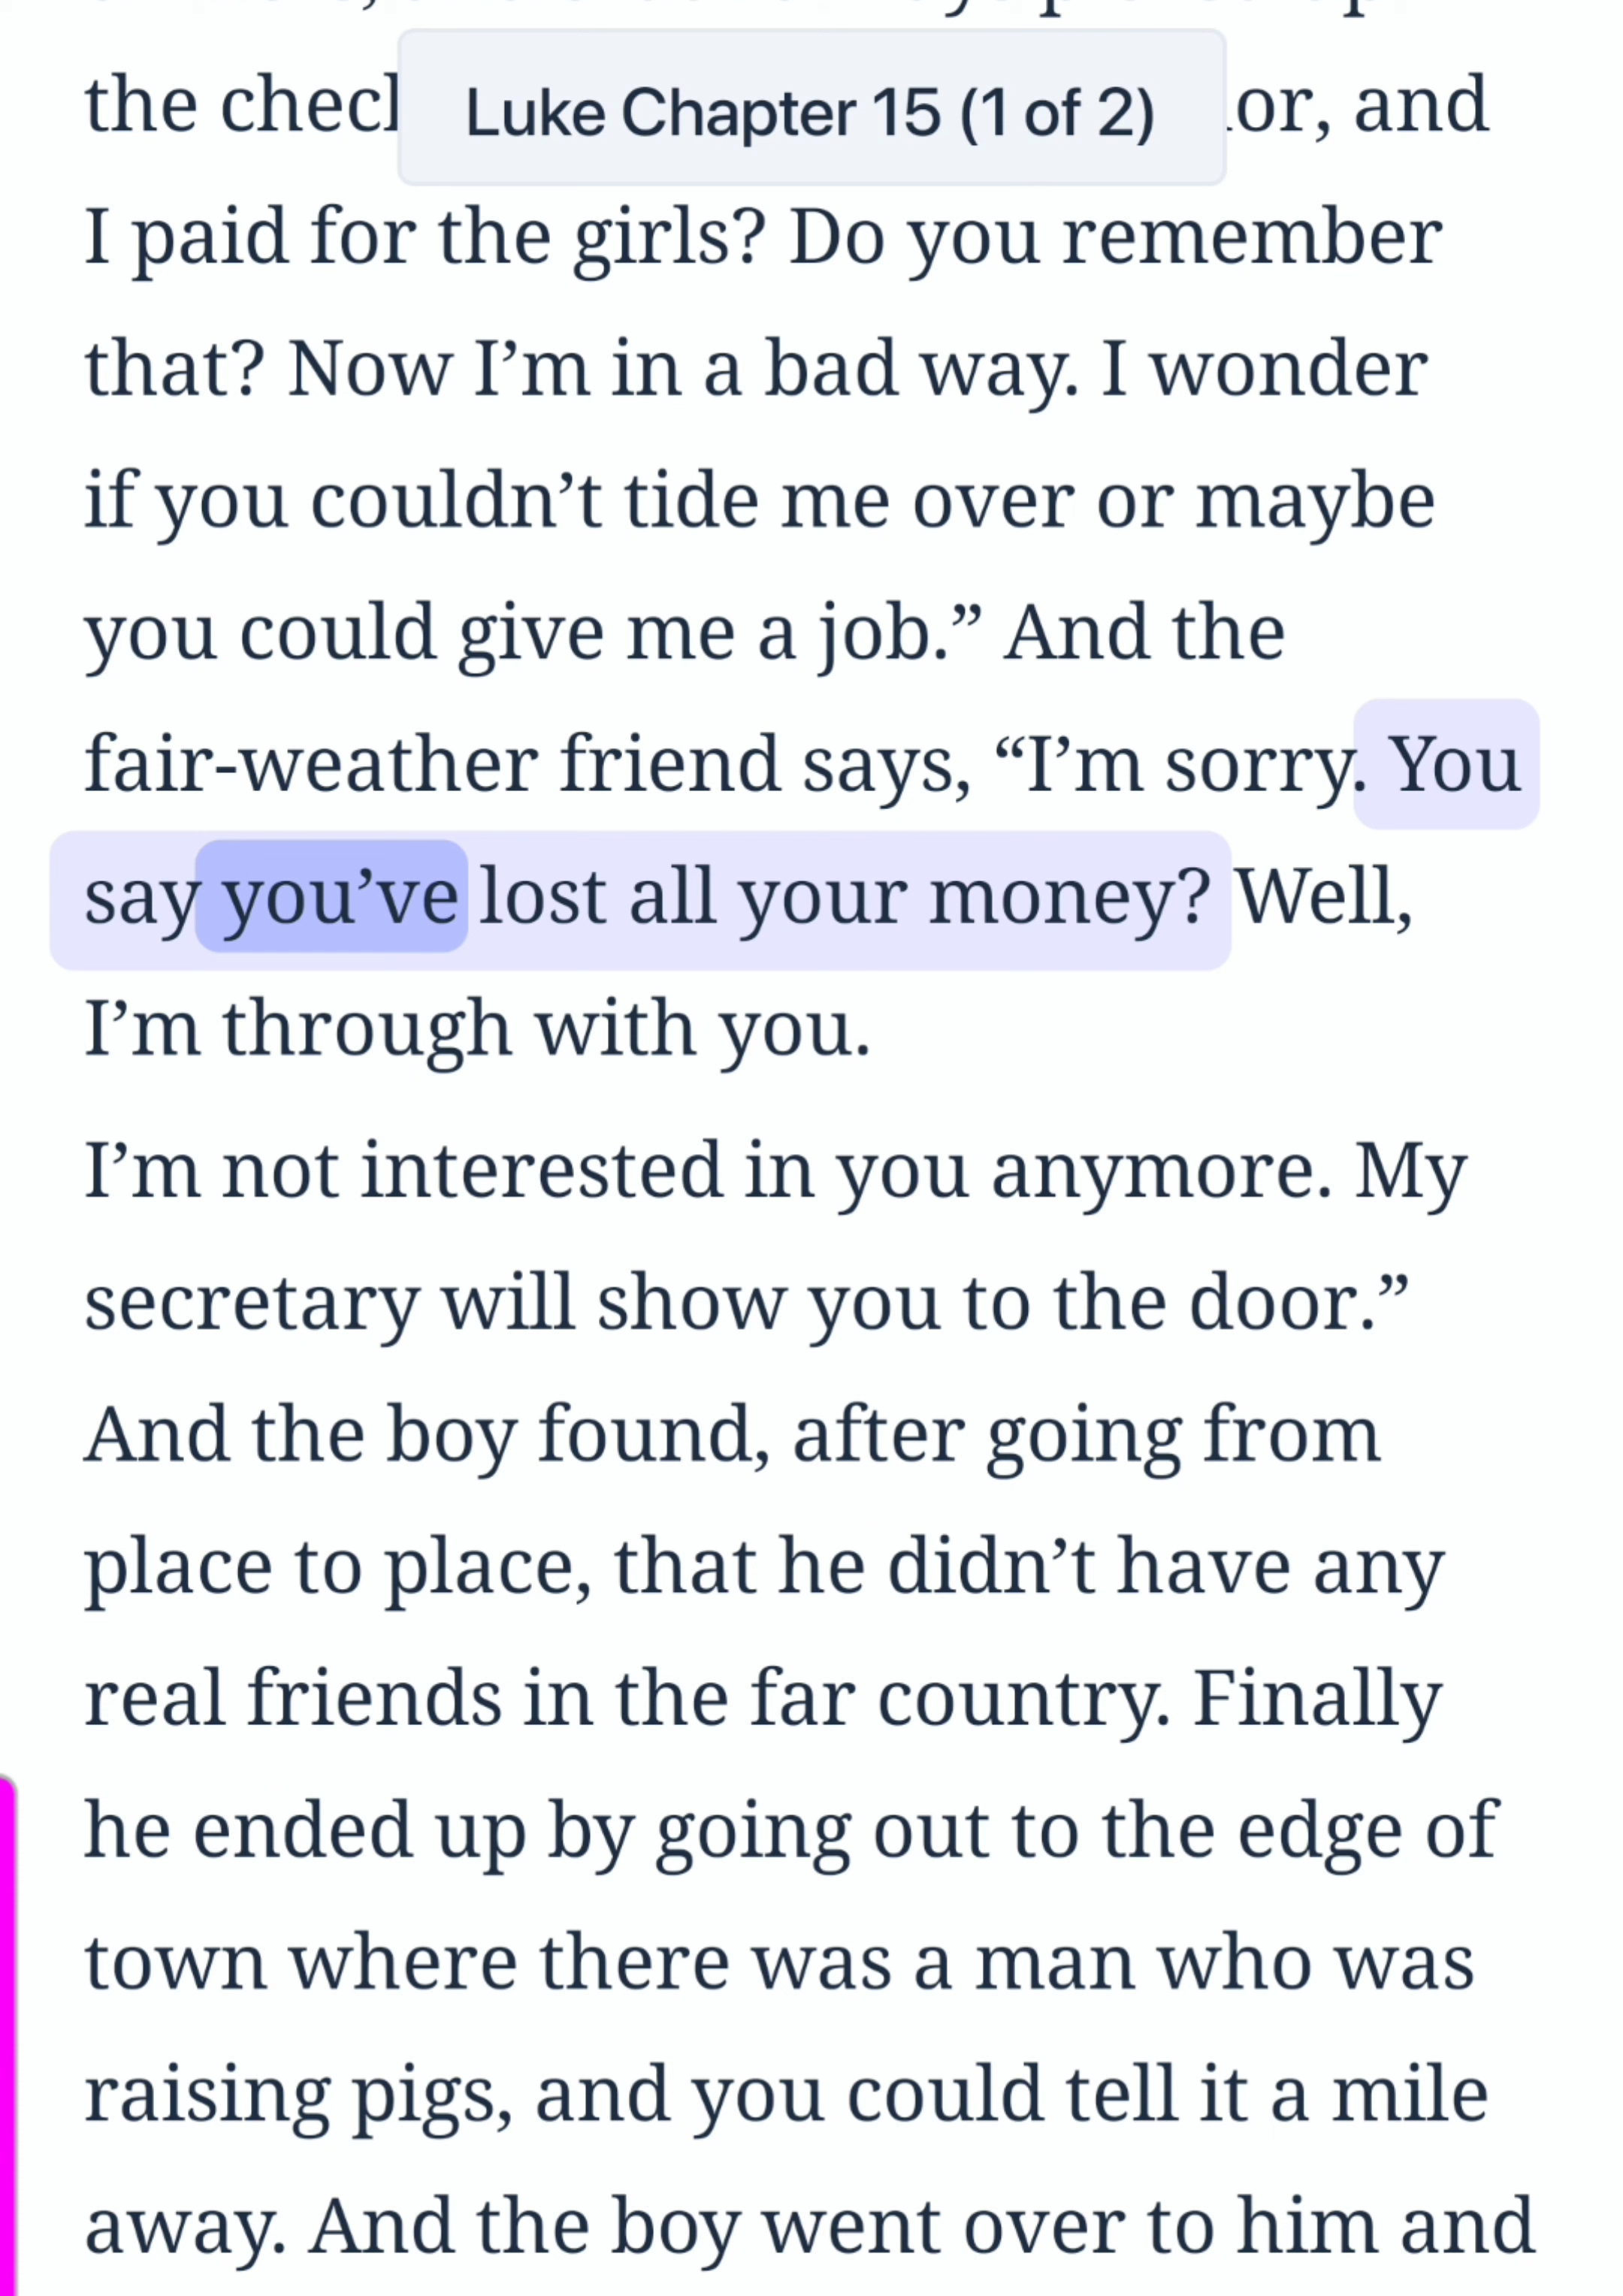 Luke Chapter 15 (1 of 2)
the and
I paid for the girls? Do you remember
that? Now I’m in a bad way. I wonder
if you couldn’t tide me over or maybe
you could give me a job.” And the
fair-weather friend says, “I’m sorry. You
say you’ve lost all your money? Well,
I’m through with you.
I’m not interested in you anymore. My
secretary will show you to the door.”
And the boy found, after going from
place to place, that he didn’t have any
real friends in the far country. Finally
he ended up by going out to the edge of
town where there was a man who was
raising pigs, and you could tell it a mile
away. And the boy went over to him and